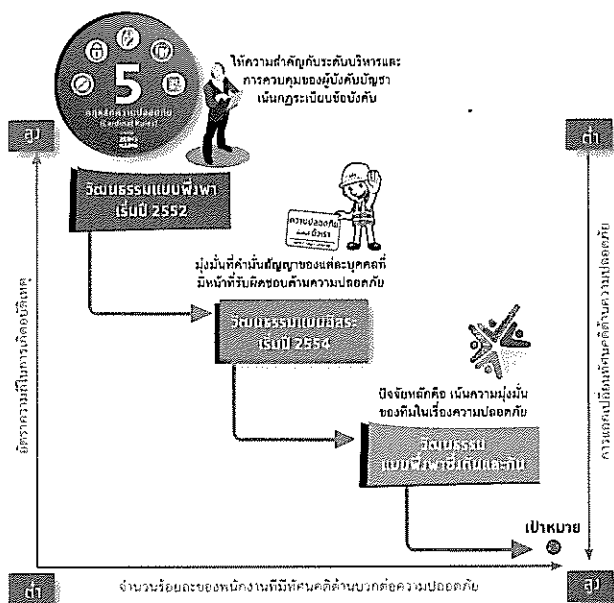 5
กฎหลักความปลอดภัย
(Cardinal Rules)
ให้ความสำคัญกับระดับบริหารและ
การควบคุมของผู้บังคับบัญชา
เน้นกฎระเบียบข้อบังคับ
สูง
ต่ำ
วัฒนธรรมแบบพึ่งพา
เริ่มปี 2552
ความปลอดภัย
มุ่งมั่นที่คำมั่นสัญญาของแต่ละบุคคลที่
มีหน้าที่รับผิดชอบด้านความปลอดภัย
วัฒนธรรมแบบอิสระ
เริ่มปี 2554
ปัจจัยหลักคือ เน้นความมุ่งมั่น
ของทีมในเรื่องความปลอดภัย
วัฒนธรรม
แบบพึ่งพาซึ่งกันและกัน
เป้าหมาย
อัตราความถี่ในการเกิดอุบัติเหตุ
การแลกเปลี่ยนทัศนคติด้านความปลอดภัย
ต่ำ
จำนวนร้อยละของพนักงานที่มีทัศนคติด้านบวกต่อความปลอดภัย
สูง